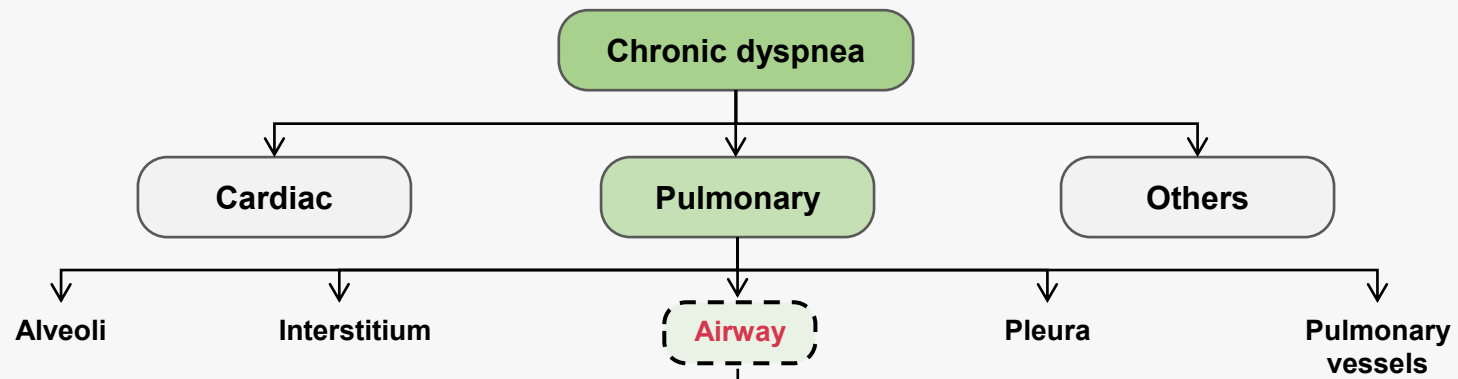 Chronic dyspnea
Cardiac
Pulmonary
Others
Alveoli
Interstitium
Airway
Pleura
Pulmonary
vessels